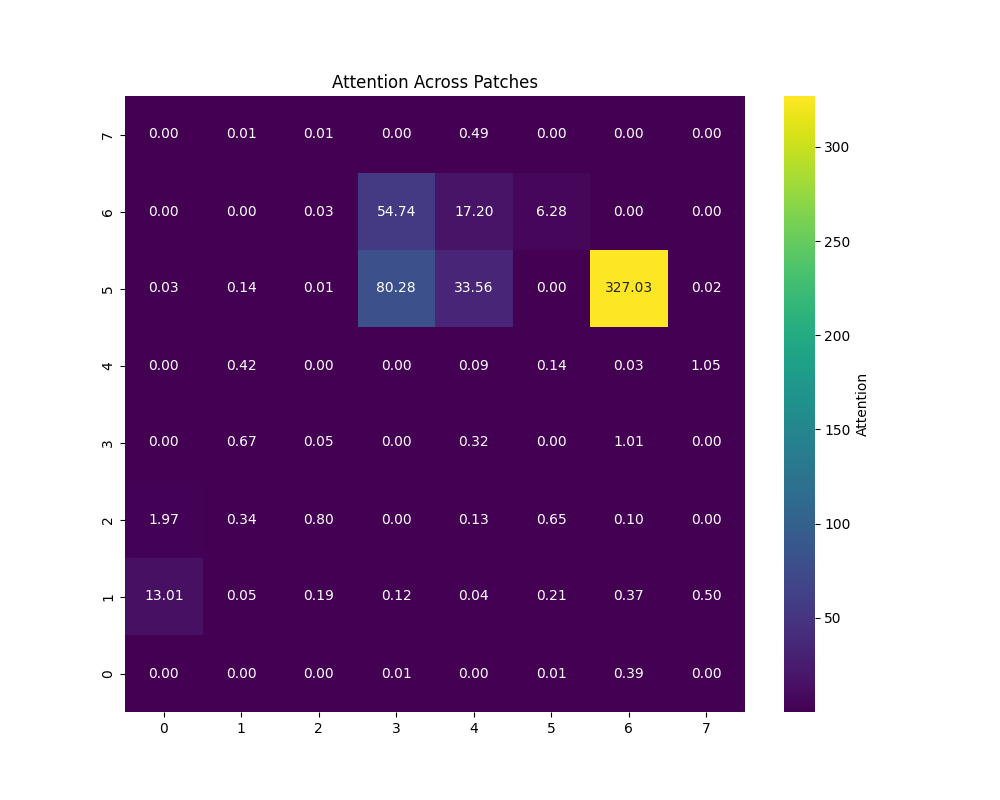 Attention Across Patches
7 0.00 0.01 0.01 0.00 0.49 0.00 0.00 0.00
6 0.00 0.00 0.03 54.74 17.20 6.28 0.00 0.00
5 0.03 0.14 0.01 80.28 33.56 0.00 327.03 0.02
4 0.00 0.42 0.00 0.00 0.09 0.14 0.03 1.05
3 0.00 0.67 0.05 0.00 0.32 0.00 1.01 0.00
2 1.97 0.34 0.80 0.00 0.13 0.65 0.10 0.00
1 13.01 0.05 0.19 0.12 0.04 0.21 0.37 0.50
0 0.00 0.00 0.00 0.01 0.00 0.01 0.39 0.00
0 1 2 3 4 5 6 7
300
250
200
150
100
50
Attention